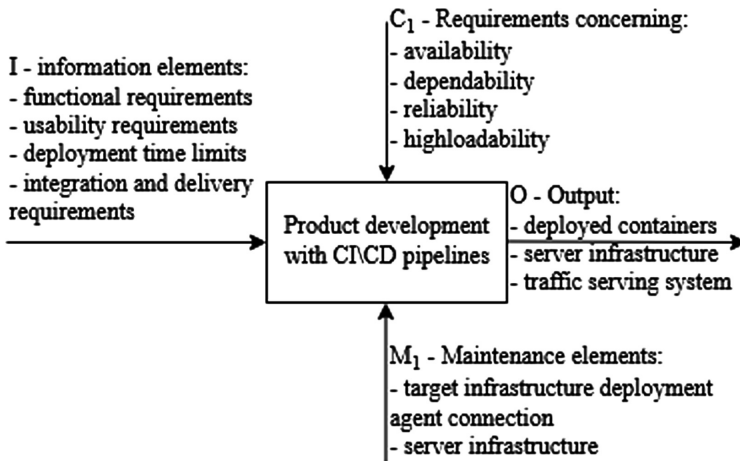 C₁ - Requirements concerning:
- availability
- dependability
- reliability
- highloadability
I - information elements:
- functional requirements
- usability requirements
- deployment time limits
- integration and delivery
requirements
Product development
with CI\CD pipelines
O - Output:
- deployed containers
- server infrastructure
- traffic serving system
M₁ - Maintenance elements:
- target infrastructure deployment
agent connection
- server infrastructure